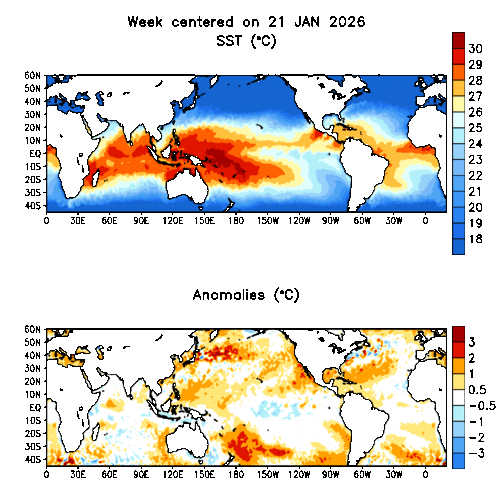 Week centered on 21 JAN 2026
SST (°C)
60N
50N
40N
30N
20N
10N
EQ
10S
20S
30S
40S
0 30E 60E 90E 120E 150E 180 150W 120W 90W 60W 30W 0
30
29
28
27
26
25
24
23
22
21
20
19
18
Anomalies (°C)
60N
50N
40N
30N
20N
10N
EQ
10S
20S
30S
40S
0 30E 60E 90E 120E 150E 180 150W 120W 90W 60W 30W 0
3
2
1
0.5
-0.5
-1
-2
-3